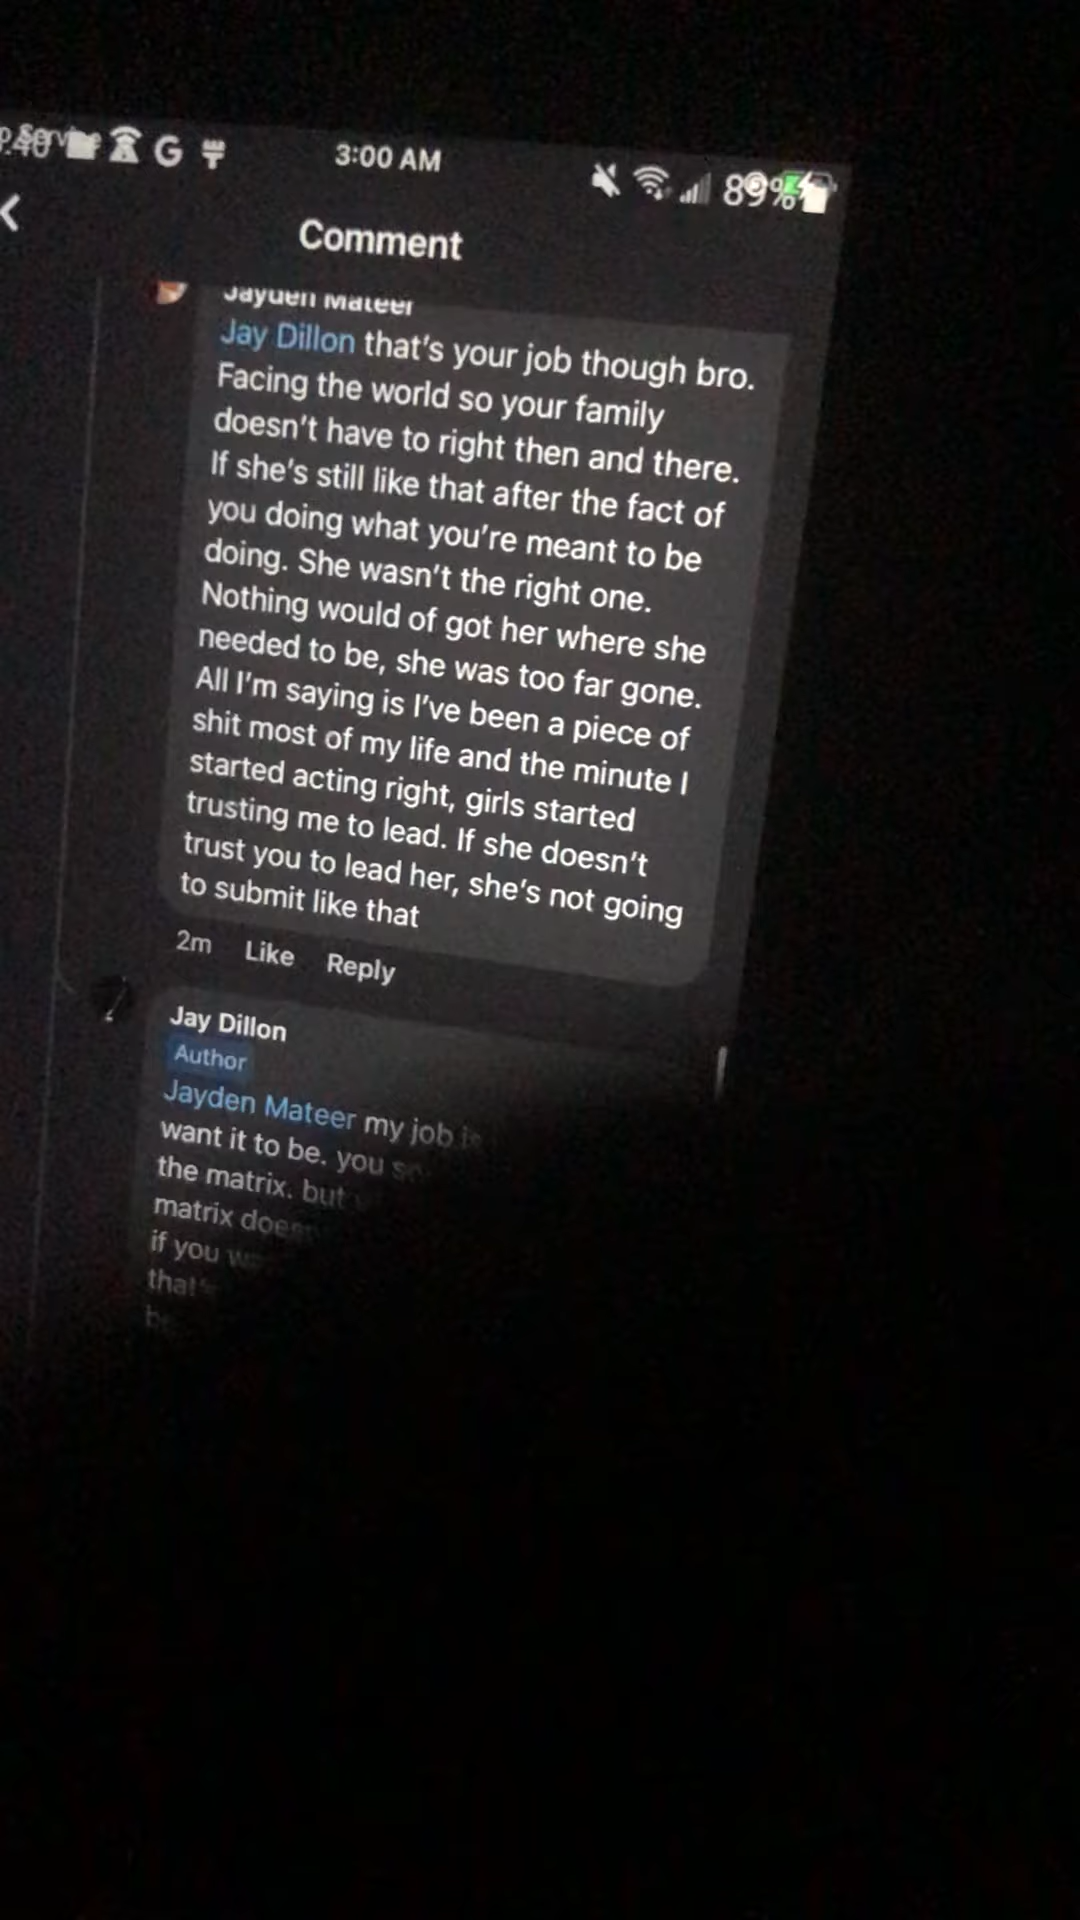 G
3:00 AM
89%
Comment
Jayden Mateer
Jay Dillon that's your job though bro.
Facing the world so your family
doesn't have to right then and there.
If she's still like that after the fact of
you doing what you're meant to be
doing. She wasn't the right one.
Nothing would of got her where she
needed to be, she was too far gone.
All I'm saying is I've been a piece of
shit most of my life and the minute I
started acting right, girls started
trusting me to lead. If she doesn't
trust you to lead her, she's not going
to submit like that
2m Like Reply
Jay Dillon
Author
Jayden Mateer my job
want it to be. you
the matrix. but
matrix
if you